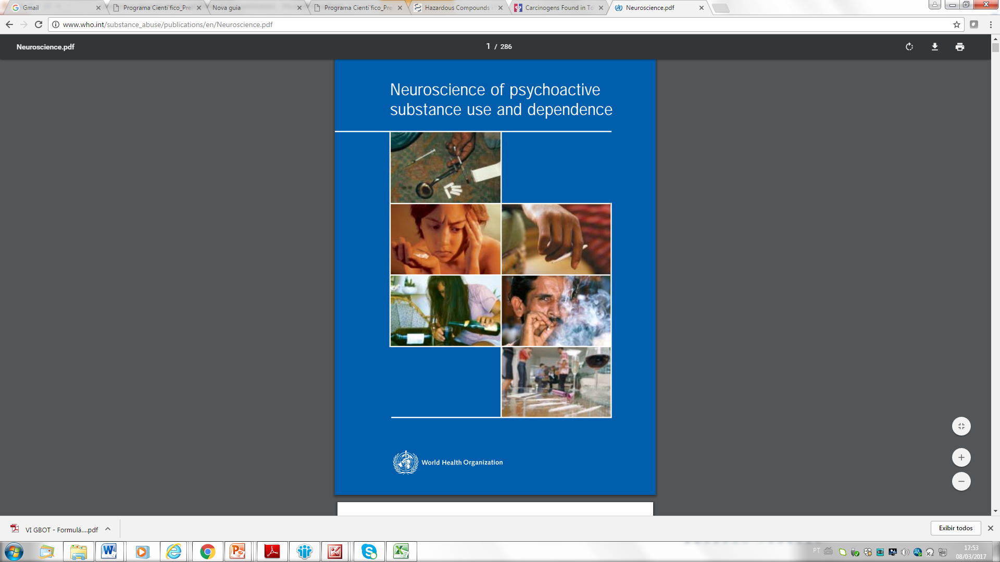 Gmail
Programa Cienti´fico_Pre
Nova guia
Programa Cienti´fico_Pre
Hazardous Compounds
Carcinogens Found in To
Neuroscience.pdf
www.who.int/substance_abuse/publications/en/Neuroscience.pdf
Neuroscience.pdf
1 / 286
Neuroscience of psychoactive
substance use and dependence
World Health Organization
VI GBOT - Formulá....pdf
Exibir todos
PT
17:53
08/03/2017